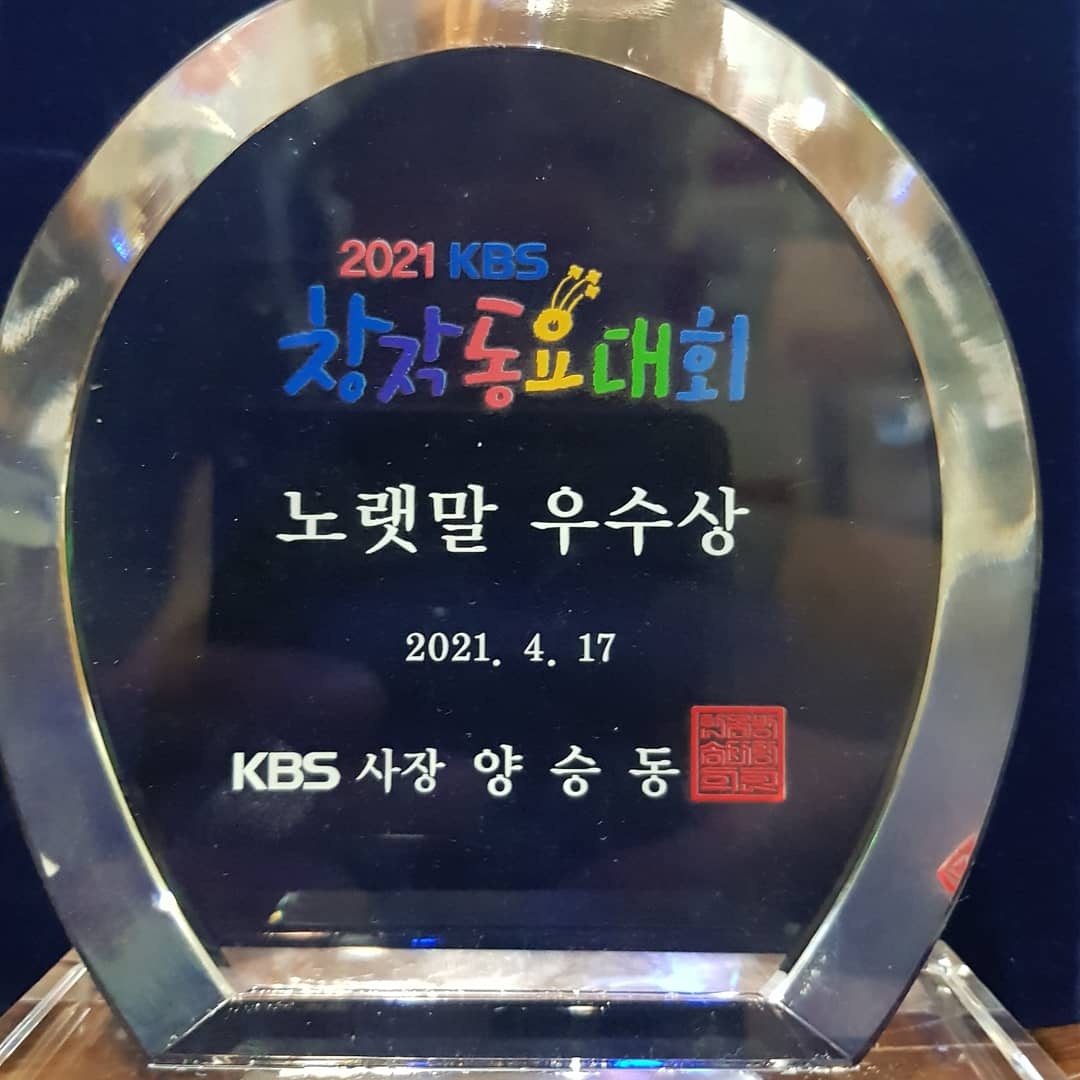 2021 KBS
창작동요대회
노랫말 우수상
2021. 4. 17
KBS 사장 양 승 동